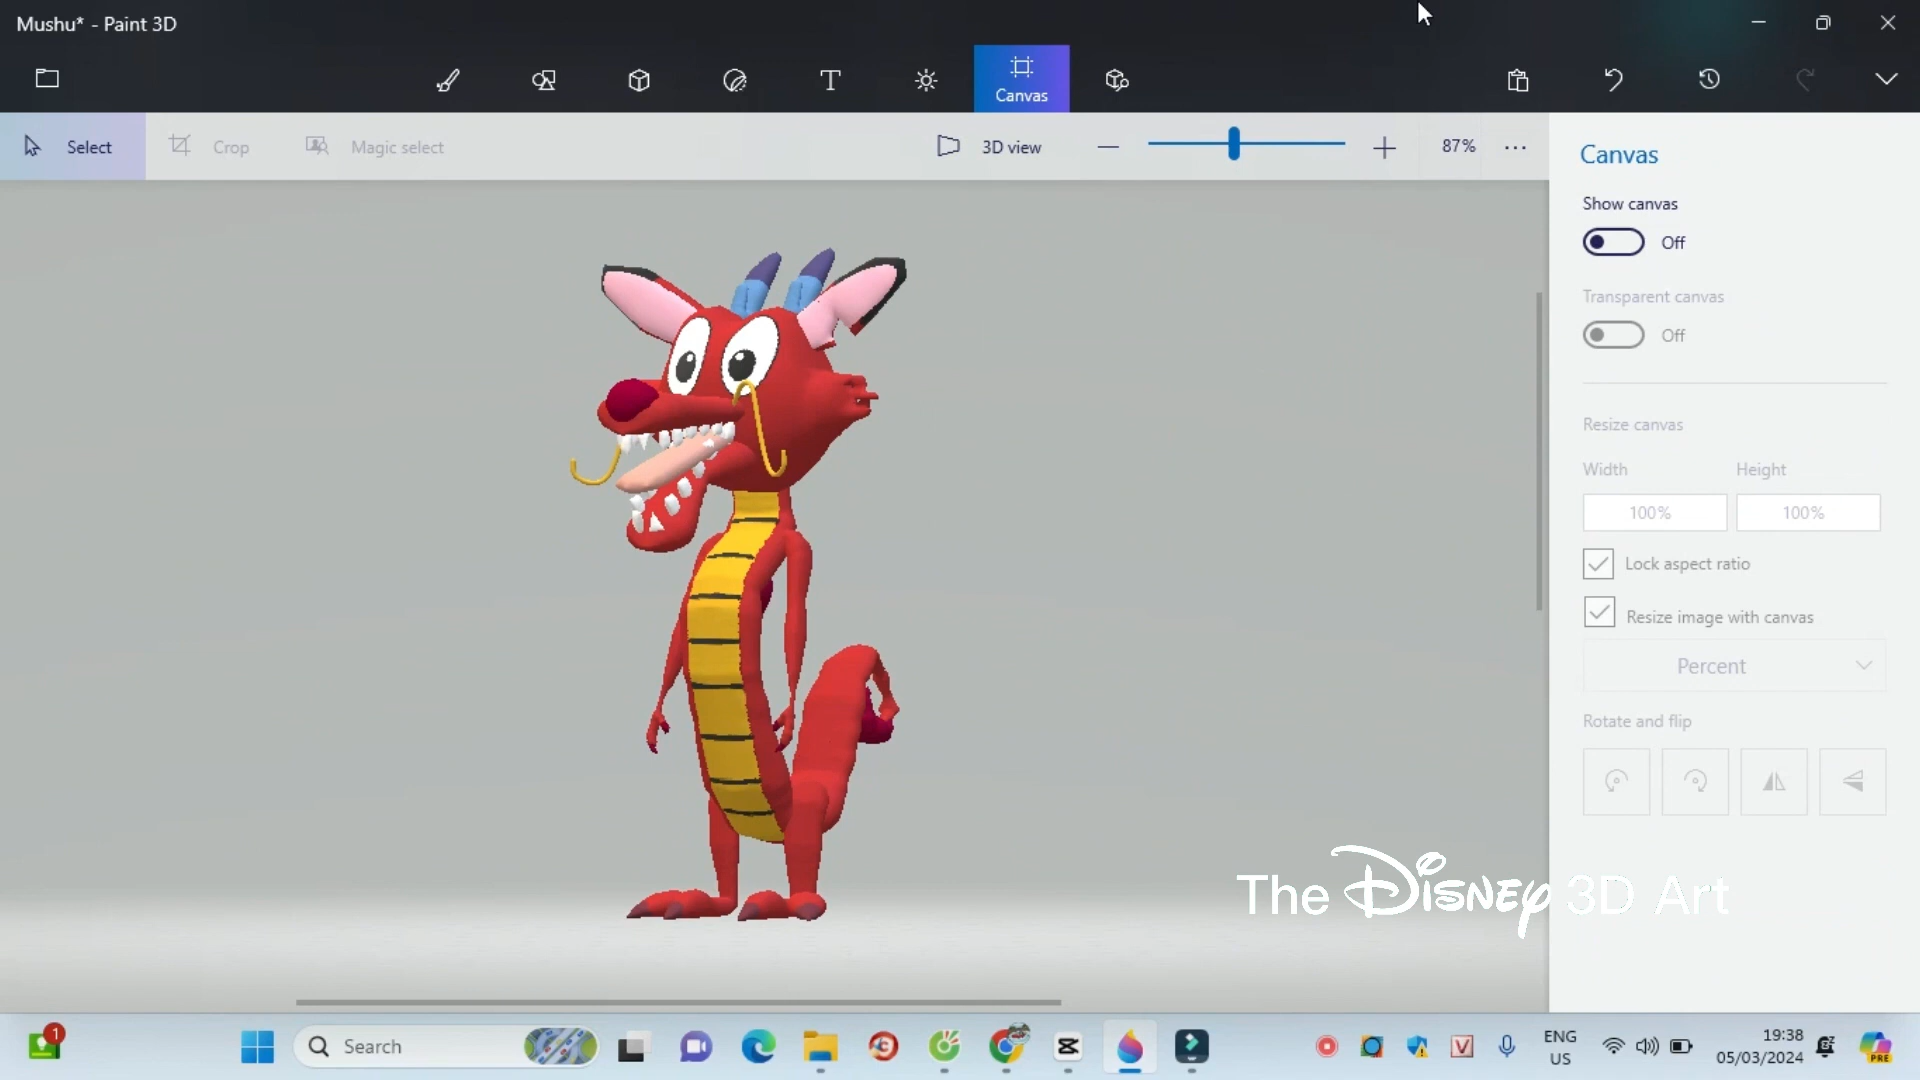 Mushu* - Paint 3D
Canvas
Select
Crop
Magic select
3D view
87%
Canvas
Show canvas
Off
Transparent canvas
Off
Resize canvas
Width
Height
100%
100%
Lock aspect ratio
Resize image with canvas
Percent
Rotate and flip
The Disney 3D Art
1
Search
ENG
US
19:38
05/03/2024
PRE